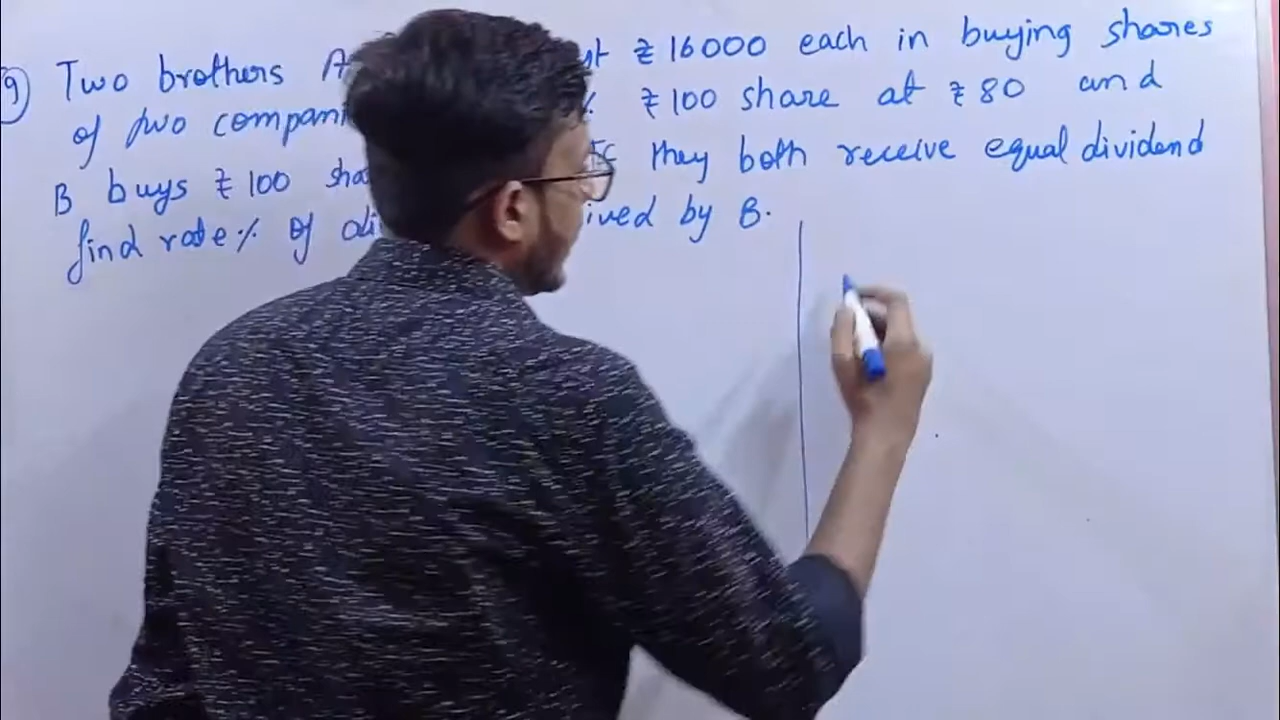 9) Two brothers A ₹16000 each in buying shares
of two compani % ₹100 share at ₹80 and
B buys ₹100 sha If they both receive equal dividend
find rate% of di ived by B.